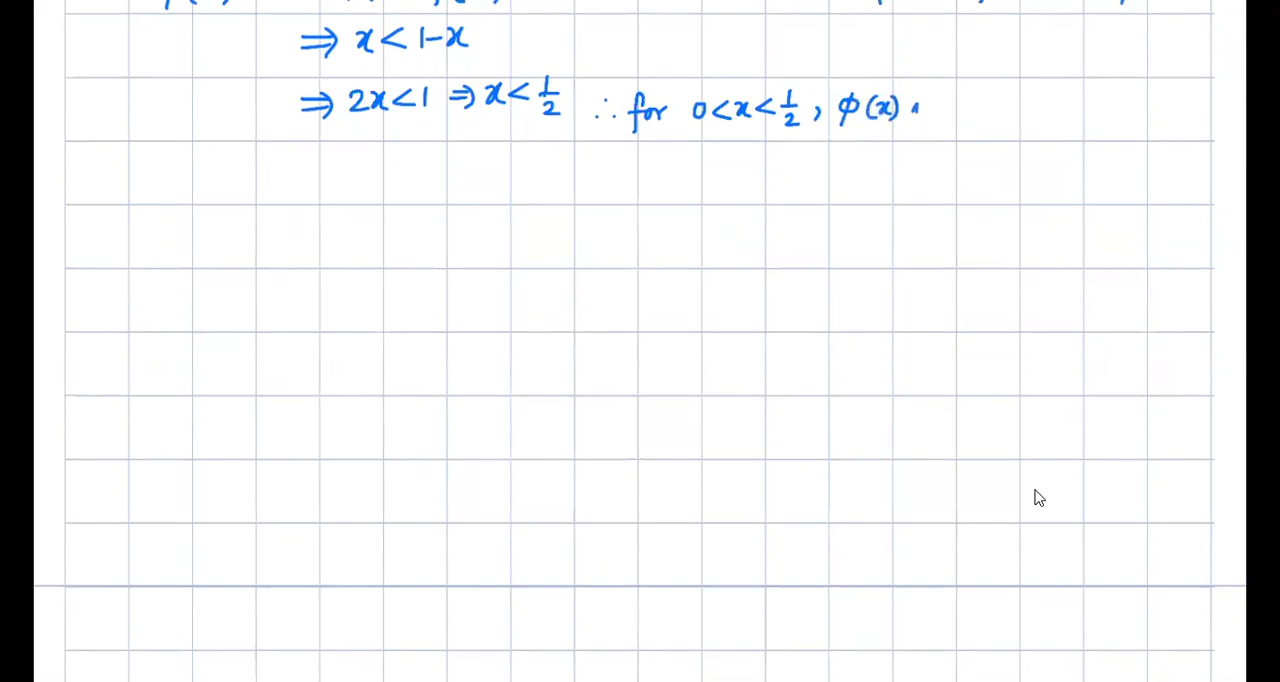 ⇒ x < 1-x
⇒ 2x < 1 ⇒ x < 1/2 ∴ for 0 < x < 1/2, φ(x)